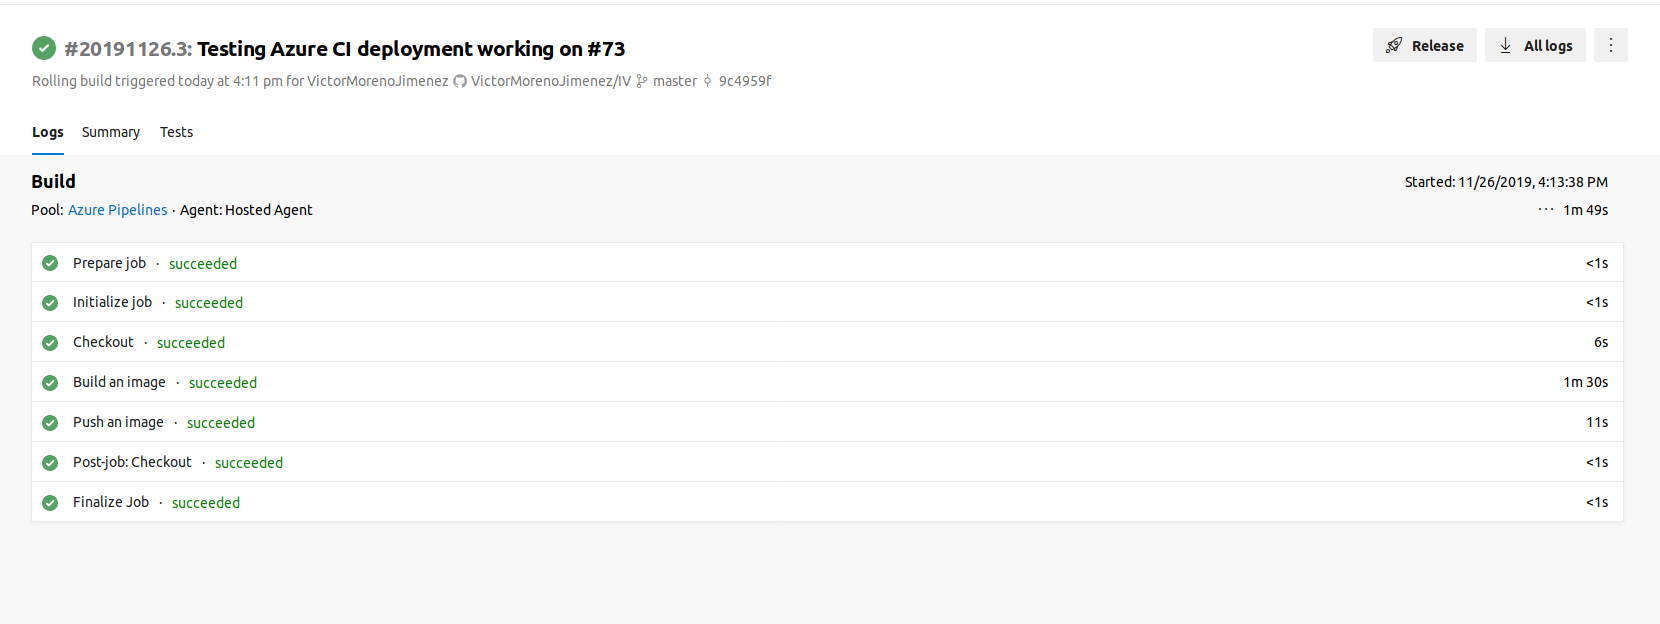 #20191126.3: Testing Azure CI deployment working on #73
Release
All logs
Rolling build triggered today at 4:11 pm for VictorMorenoJimenez VictorMorenoJimenez/IV master 9c4959f
Logs Summary Tests
Build
Started: 11/26/2019, 4:13:38 PM
Pool: Azure Pipelines · Agent: Hosted Agent
··· 1m 49s
Prepare job · succeeded <1s
Initialize job · succeeded <1s
Checkout · succeeded 6s
Build an image · succeeded 1m 30s
Push an image · succeeded 11s
Post-job: Checkout · succeeded <1s
Finalize Job · succeeded <1s